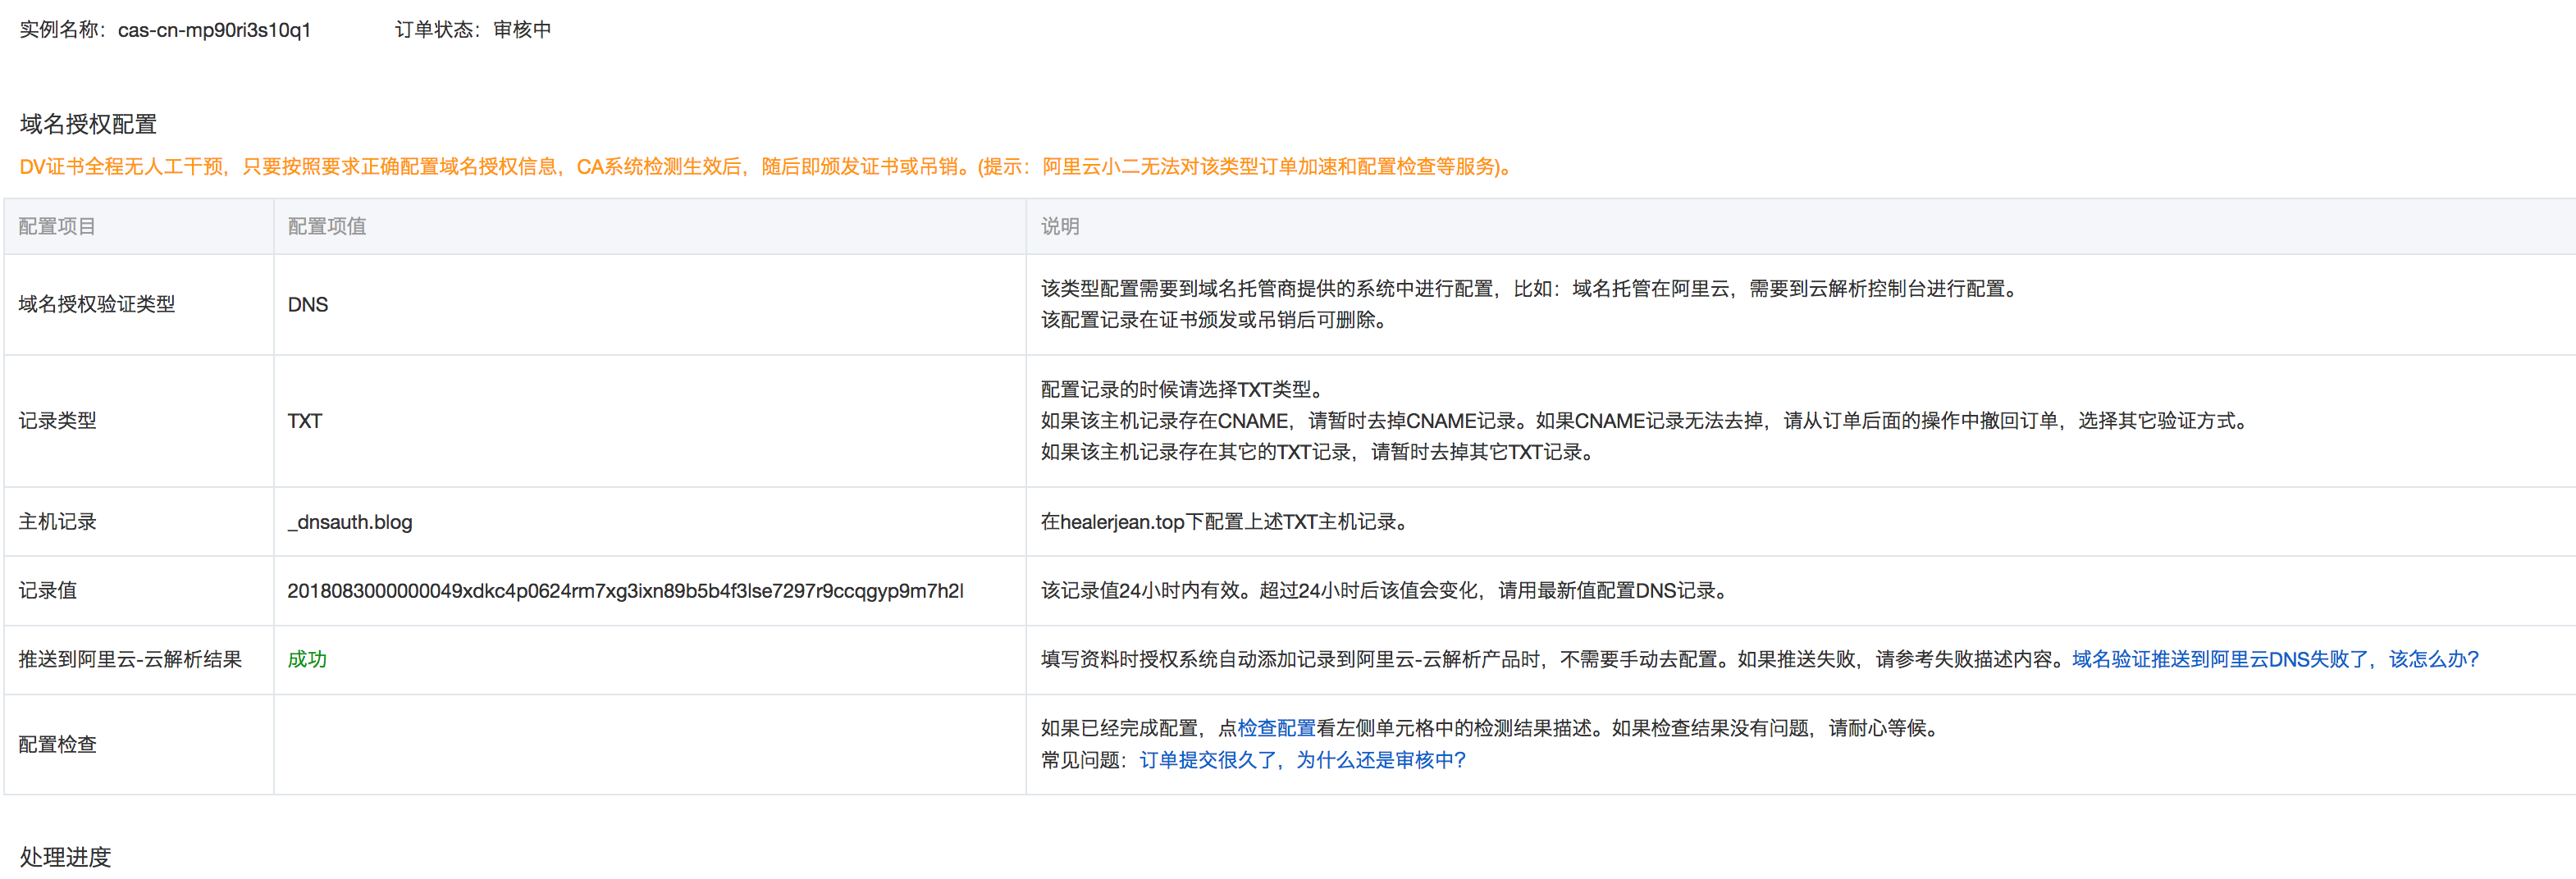 实例名称：cas-cn-mp90ri3s10q1 订单状态：审核中
域名授权配置
DV证书全程无人工干预，只要按照要求正确配置域名授权信息，CA系统检测生效后，随后即颁发证书或吊销。(提示：阿里云小二无法对该类型订单加速和配置检查等服务)。
配置项目 配置项值 说明
域名授权验证类型 DNS 该类型配置需要到域名托管商提供的系统中进行配置，比如：域名托管在阿里云，需要到云解析控制台进行配置。
该配置记录在证书颁发或吊销后可删除。
记录类型 TXT 配置记录的时候请选择TXT类型。
如果该主机记录存在CNAME，请暂时去掉CNAME记录。如果CNAME记录无法去掉，请从订单后面的操作中撤回订单，选择其它验证方式。
如果该主机记录存在其它的TXT记录，请暂时去掉其它TXT记录。
主机记录 _dnsauth.blog 在healerjean.top下配置上述TXT主机记录。
记录值 2018083000000049xdkc4p0624rm7xg3ixn89b5b4f3lse7297r9ccqgyp9m7h2l 该记录值24小时内有效。超过24小时后该值会变化，请用最新值配置DNS记录。
推送到阿里云-云解析结果 成功 填写资料时授权系统自动添加记录到阿里云-云解析产品时，不需要手动去配置。如果推送失败，请参考失败描述内容。域名验证推送到阿里云DNS失败了，该怎么办?
配置检查 如果已经完成配置，点检查配置看左侧单元格中的检测结果描述。如果检查结果没有问题，请耐心等候。
常见问题：订单提交很久了，为什么还是审核中?
处理进度